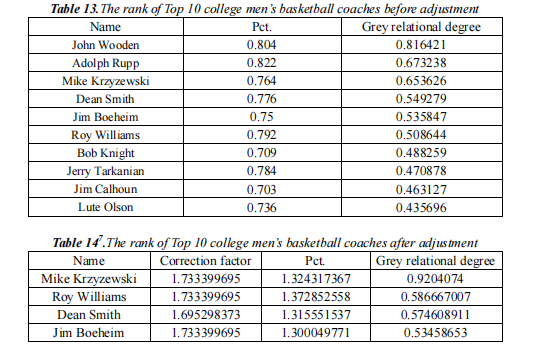 Table 13.The rank of Top 10 college men's basketball coaches before adjustment
Name Pct. Grey relational degree
John Wooden 0.804 0.816421
Adolph Rupp 0.822 0.673238
Mike Krzyzewski 0.764 0.653626
Dean Smith 0.776 0.549279
Jim Boeheim 0.75 0.535847
Roy Williams 0.792 0.508644
Bob Knight 0.709 0.488259
Jerry Tarkanian 0.784 0.470878
Jim Calhoun 0.703 0.463127
Lute Olson 0.736 0.435696
Table 147.The rank of Top 10 college men's basketball coaches after adjustment
Name Correction factor Pct. Grey relational degree
Mike Krzyzewski 1.733399695 1.324317367 0.9204074
Roy Williams 1.733399695 1.372852558 0.586667007
Dean Smith 1.695298373 1.315551537 0.574608911
Jim Boeheim 1.733399695 1.300049771 0.53458653